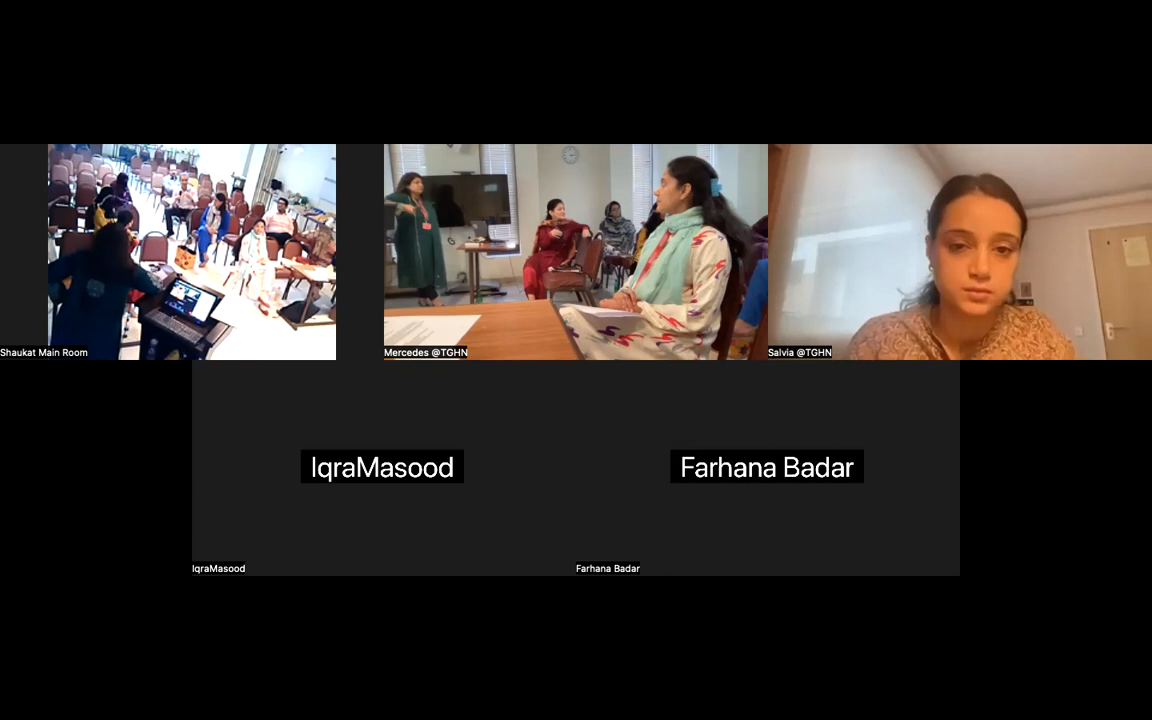 Shaukat Main Room
Mercedes @TGHN
Salvia @TGHN
IqraMasood
Farhana Badar
IqraMasood
Farhana Badar